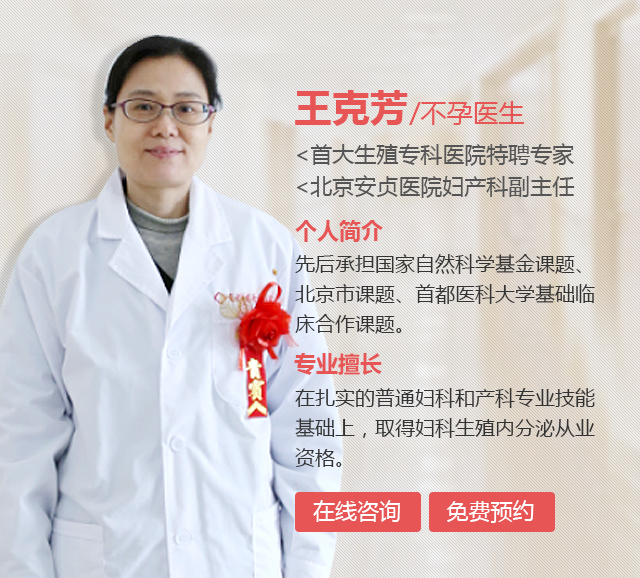 王克芳/不孕医生
<首大生殖专科医院特聘专家
<北京安贞医院妇产科副主任
个人简介
先后承担国家自然科学基金课题、
北京市课题、首都医科大学基础临
床合作课题。
专业擅长
在扎实的普通妇科和产科专业技能
基础上，取得妇科生殖内分泌从业
资格。
在线咨询
免费预约
貴賓